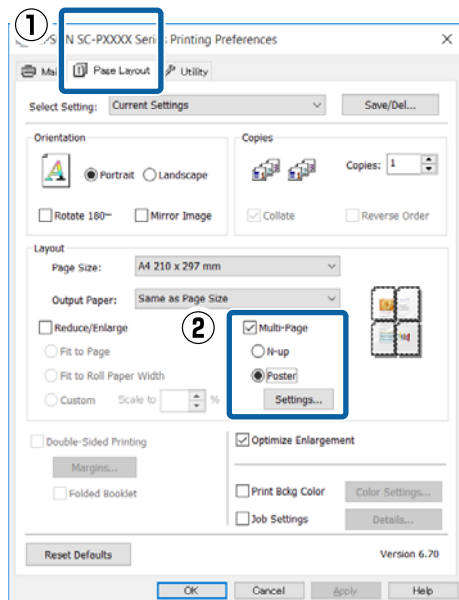 1
EPSON SC-PXXXX Series Printing Preferences
Page Layout
Utility
Select Setting: Current Settings Save/Del...
Orientation
Copies
A Portrait Landscape
Copies: 1
Rotate 180° Mirror Image
Collate Reverse Order
Layout
Page Size: A4 210 x 297 mm
Output Paper: Same as Page Size
2
Reduce/Enlarge
Multi-Page
Fit to Page
N-up
Fit to Roll Paper Width
Poster
Custom Scale to %
Settings...
Double-Sided Printing
Optimize Enlargement
Margins...
Folded Booklet
Print Bckg Color Color Settings...
Job Settings Details...
Reset Defaults
Version 6.70
OK Cancel Apply Help